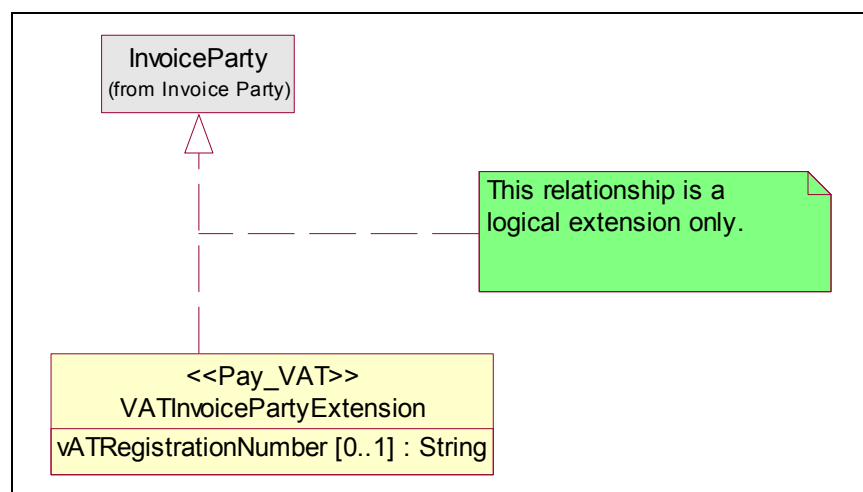 InvoiceParty
(from Invoice Party)
This relationship is a
logical extension only.
<<Pay_VAT>>
VATInvoicePartyExtension
vATRegistrationNumber [0..1] : String